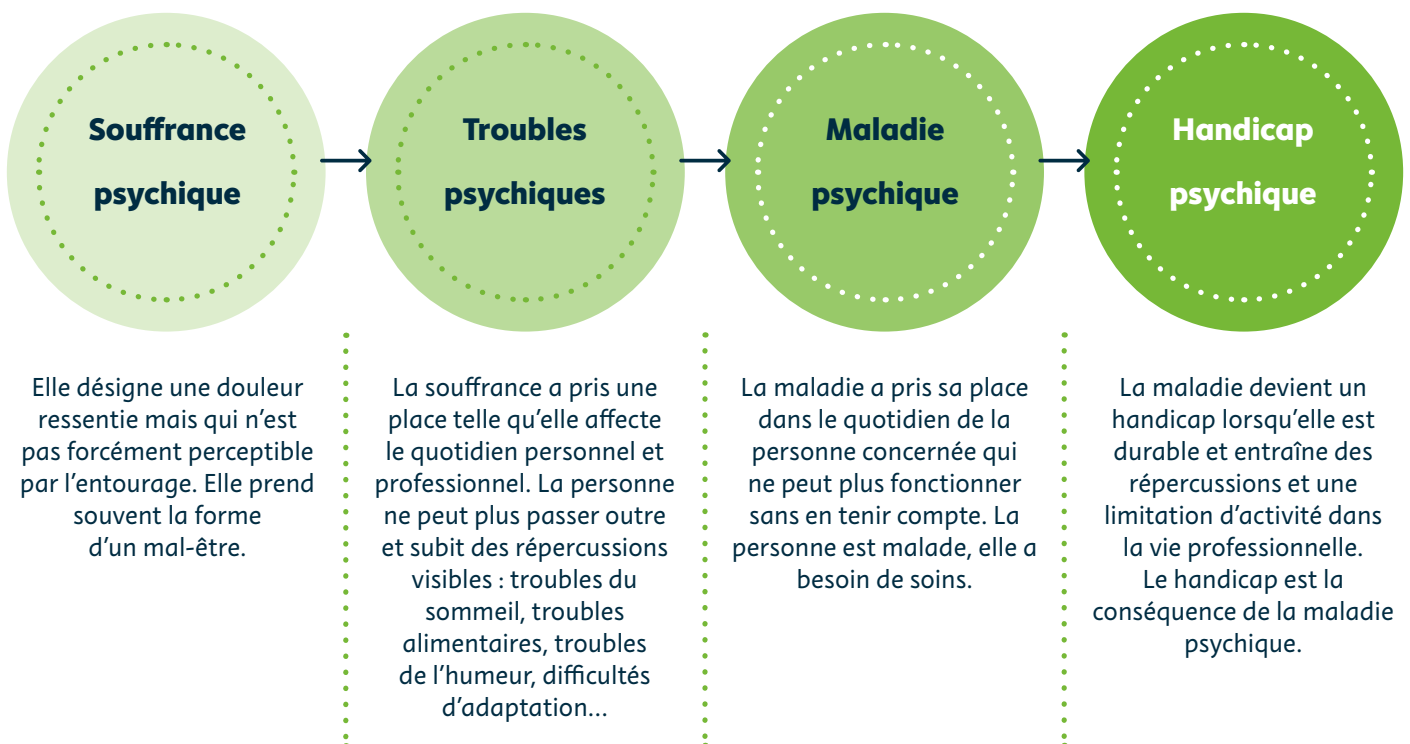 Souffrance
psychique
Troubles
psychiques
Maladie
psychique
Handicap
psychique
Elle désigne une douleur
ressentie mais qui n’est
pas forcément perceptible
par l’entourage. Elle prend
souvent la forme
d’un mal-être.
La souffrance a pris une
place telle qu’elle affecte
le quotidien personnel et
professionnel. La personne
ne peut plus passer outre
et subit des répercussions
visibles : troubles du
sommeil, troubles
alimentaires, troubles
de l’humeur, difficultés
d’adaptation...
La maladie a pris sa place
dans le quotidien de la
personne concernée qui
ne peut plus fonctionner
sans en tenir compte. La
personne est malade, elle a
besoin de soins.
La maladie devient un
handicap lorsqu’elle est
durable et entraîne des
répercussions et une
limitation d’activité dans
la vie professionnelle.
Le handicap est la
conséquence de la maladie
psychique.